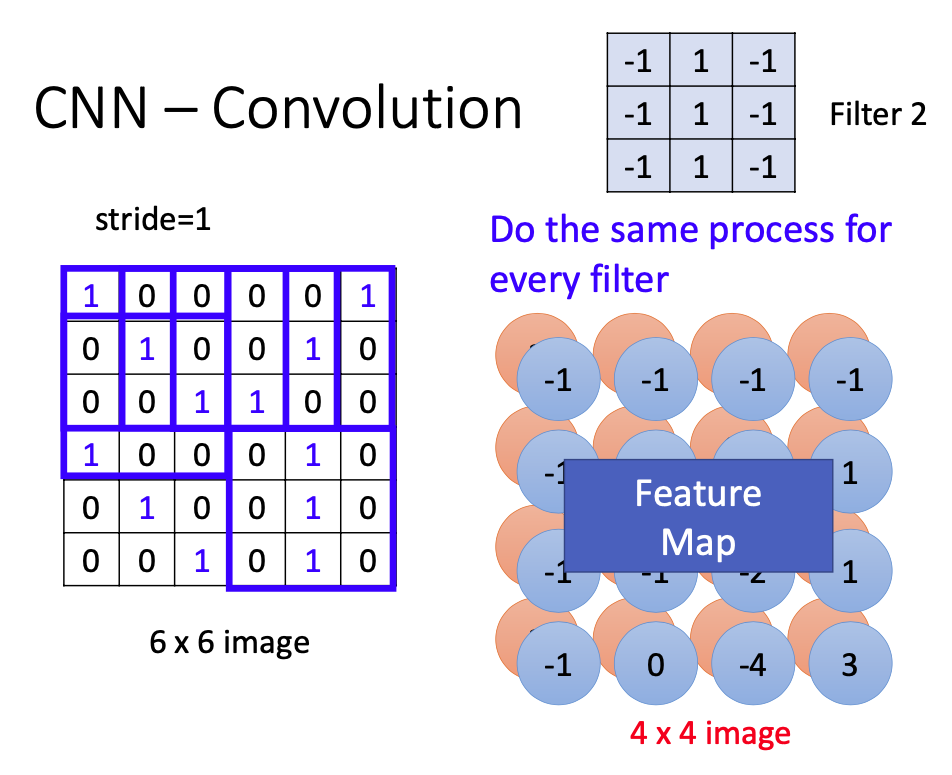 CNN – Convolution
-1 1 -1
-1 1 -1
-1 1 -1
Filter 2
stride=1
Do the same process for
every filter
1 0 0 0 0 1
0 1 0 0 1 0
0 0 1 1 0 0
1 0 0 0 1 0
0 1 0 0 1 0
0 0 1 0 1 0
6 x 6 image
-1 -1 -1 -1
-1 1
Feature
Map
-1 -1 -2 1
-1 0 -4 3
4 x 4 image